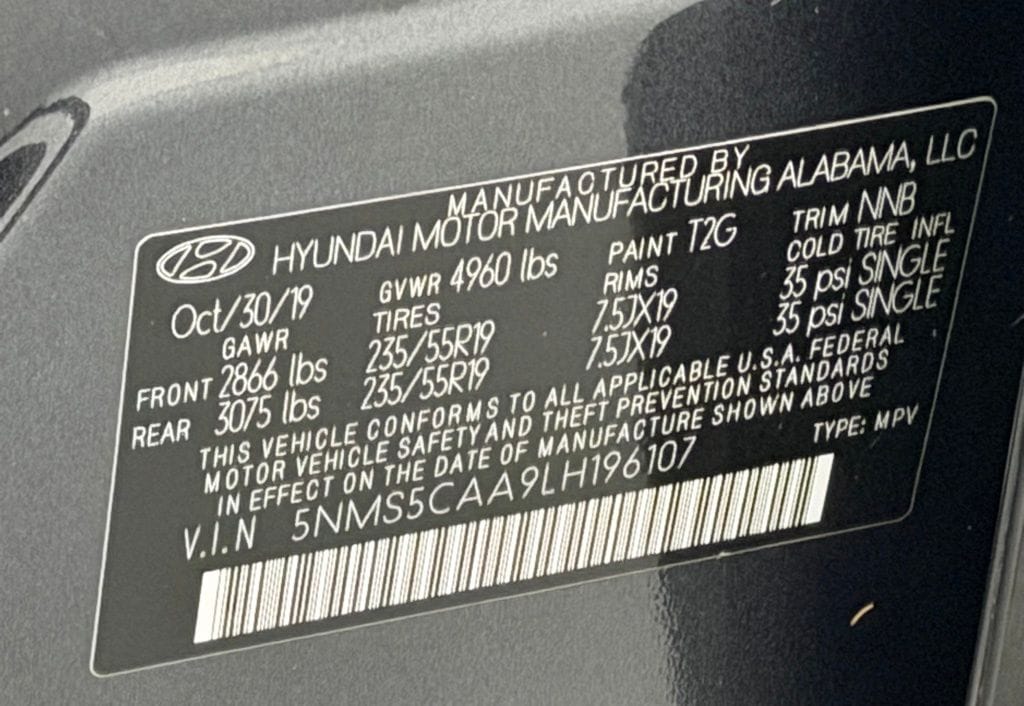 MANUFACTURED BY
HYUNDAI MOTOR MANUFACTURING ALABAMA, LLC
Oct/30/19 GVWR 4960 lbs PAINT T2G TRIM NNB
GAWR TIRES RIMS COLD TIRE INFL
FRONT 2866 lbs 235/55R19 7.5JX19 35 psi SINGLE
REAR 3075 lbs 235/55R19 7.5JX19 35 psi SINGLE
THIS VEHICLE CONFORMS TO ALL APPLICABLE U.S.A. FEDERAL
MOTOR VEHICLE SAFETY AND THEFT PREVENTION STANDARDS
IN EFFECT ON THE DATE OF MANUFACTURE SHOWN ABOVE
V.I.N 5NMS5CAA9LH196107 TYPE: MPV